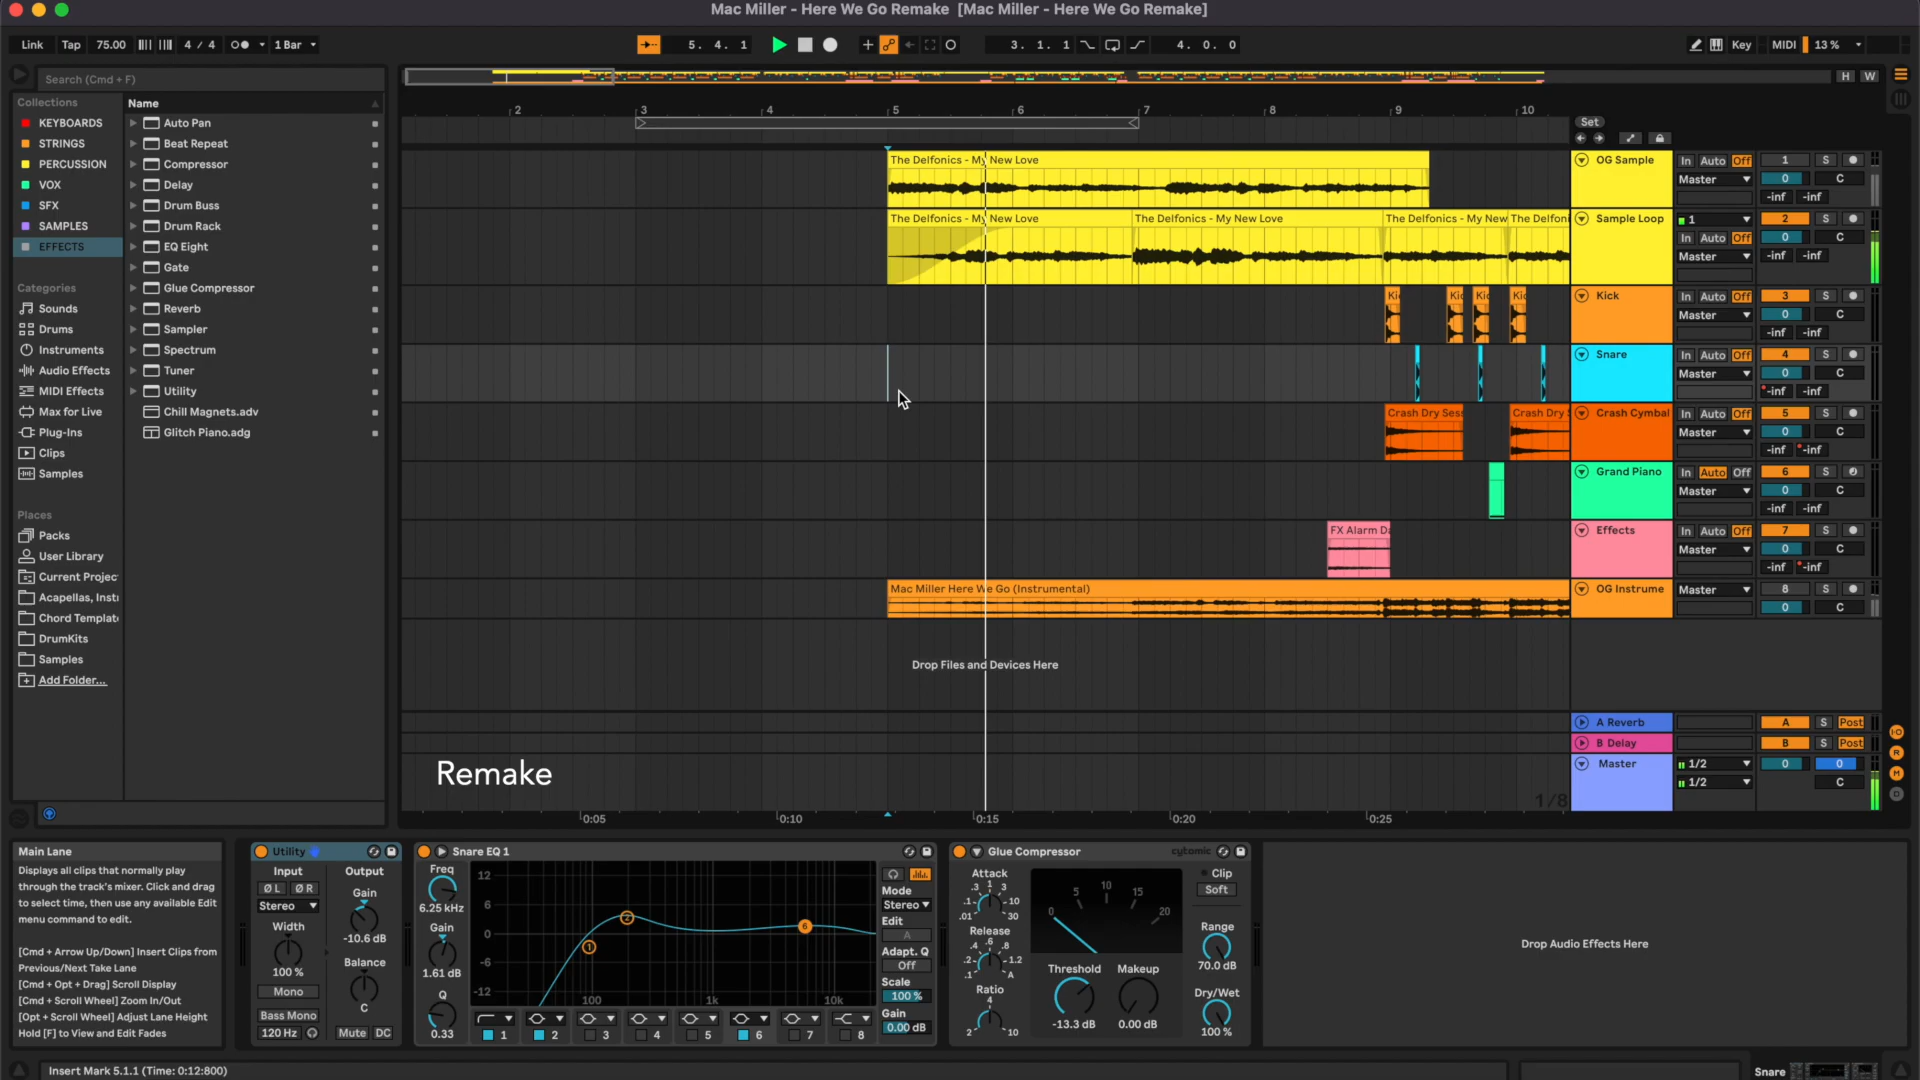 Mac Miller - Here We Go Remake  [Mac Miller - Here We Go Remake]
Link Tap 75.00 4 / 4 1 Bar 5. 4. 1 3. 1. 1 4. 0. 0 Key MIDI 13 %
Search (Cmd + F)
H W
Collections
KEYBOARDS
STRINGS
PERCUSSION
VOX
SFX
SAMPLES
EFFECTS
Categories
Sounds
Drums
Instruments
Audio Effects
MIDI Effects
Max for Live
Plug-Ins
Clips
Samples
Places
Packs
User Library
Current Projec
Acapellas, Instr
Chord Template
DrumKits
Samples
Add Folder...
Name
Auto Pan
Beat Repeat
Compressor
Delay
Drum Buss
Drum Rack
EQ Eight
Gate
Glue Compressor
Reverb
Sampler
Spectrum
Tuner
Utility
Chill Magnets.adv
Glitch Piano.adg
2 3 4 5 6 7 8 9 10
Set
The Delfonics - My New Love
OG Sample In Auto Off 1 S
Master 0 C
-inf -inf
The Delfonics - My New Love The Delfonics - My New Love The Delfonics - My New The Delfoni
Sample Loop 1 2 S
In Auto Off 0 C
Master -inf -inf
Kic Kic Kic Kic
Kick In Auto Off 3 S
Master 0 C
-inf -inf
Snare In Auto Off 4 S
Master 0 C
-inf -inf
Crash Dry Ses Crash Dry S
Crash Cymbal In Auto Off 5 S
Master 0 C
-inf -inf
Grand Piano In Auto Off 6 S
Master 0 C
-inf -inf
FX Alarm Da
Effects In Auto Off 7 S
Master 0 C
-inf -inf
Mac Miller Here We Go (Instrumental)
OG Instrume Master 8 S
0 C
Drop Files and Devices Here
A Reverb A S Post
B Delay B S Post
Master 1/2 0 0
1/2 C
Remake
1/8
0:05 0:10 0:15 0:20 0:25
Main Lane
Displays all clips that normally play
through the track's mixer. Click and drag
to select time, then use any available Edit
menu command to edit.
[Cmd + Arrow Up/Down] Insert Clips from
Previous/Next Take Lane
[Cmd + Opt + Drag] Scroll Display
[Cmd + Scroll Wheel] Zoom In/Out
[Opt + Scroll Wheel] Adjust Lane Height
Hold [F] to View and Edit Fades
Utility
Input Output
Ø L Ø R Gain
Stereo
Width -10.6 dB
Balance
100 %
Mono C
Bass Mono
120 Hz Mute DC
Snare EQ 1
Freq
6.25 kHz
Gain
1.61 dB
Q
0.33
12
6
0
-6
-12
100 1k 10k
1 2 6
1 2 3 4 5 6 7 8
Mode
Stereo
Edit
A
Adapt. Q
Off
Scale
100 %
Gain
0.00 dB
Glue Compressor cytomic
Attack
.3 1 3
.1 10
.01 30
Release
.4 .6 .8
.2 1.2
.1 A
Ratio
4
2 10
0 5 10 15 20
Threshold Makeup
-13.3 dB 0.00 dB
Clip
Soft
Range
70.0 dB
Dry/Wet
100 %
Drop Audio Effects Here
Insert Mark 5.1.1 (Time: 0:12:800)
Snare